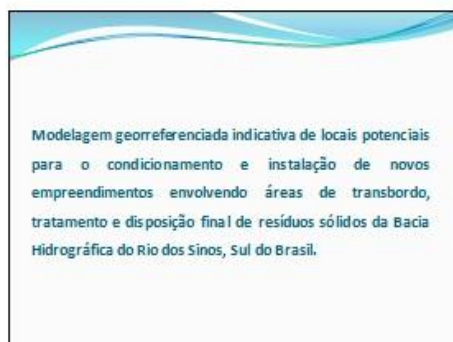 Modelagem georreferenciada indicativa de locais potenciais
para o condicionamento e instalação de novos
empreendimentos envolvendo áreas de transbordo,
tratamento e disposição final de resíduos sólidos da Bacia
Hidrográfica do Rio dos Sinos, Sul do Brasil.